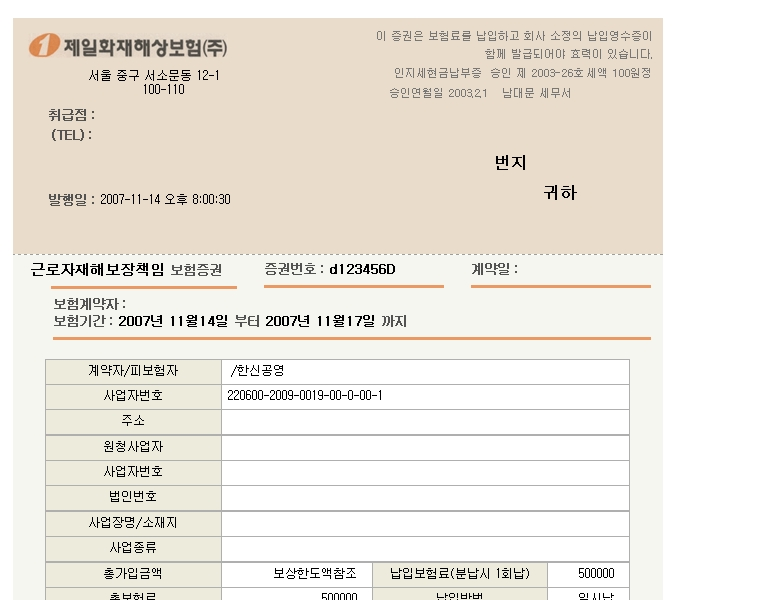 제일화재해상보험(주)
서울 중구 서소문동 12-1
100-110
이 증권은 보험료를 납입하고 회사 소정의 납입영수증이
함께 발급되어야 효력이 있습니다.
인지세현금납부증 승인 제 2003-26호 세액 100원정
승인연월일 2003.2.1 남대문 세무서
취급점 :
(TEL) :
번지
귀하
발행일 : 2007-11-14 오후 8:00:30
근로자재해보장책임 보험증권 증권번호 : d123456D 계약일 :
보험계약자 :
보험기간 : 2007년 11월14일 부터 2007년 11월17일 까지
계약자/피보험자 /한신공영
사업자번호 220600-2009-0019-00-0-00-1
주소
원청사업자
사업자번호
법인번호
사업장명/소재지
사업종류
총가입금액 보상한도액참조 납입보험료(분납시 1회납) 500000
총보험료 500000 납입방법 일시납